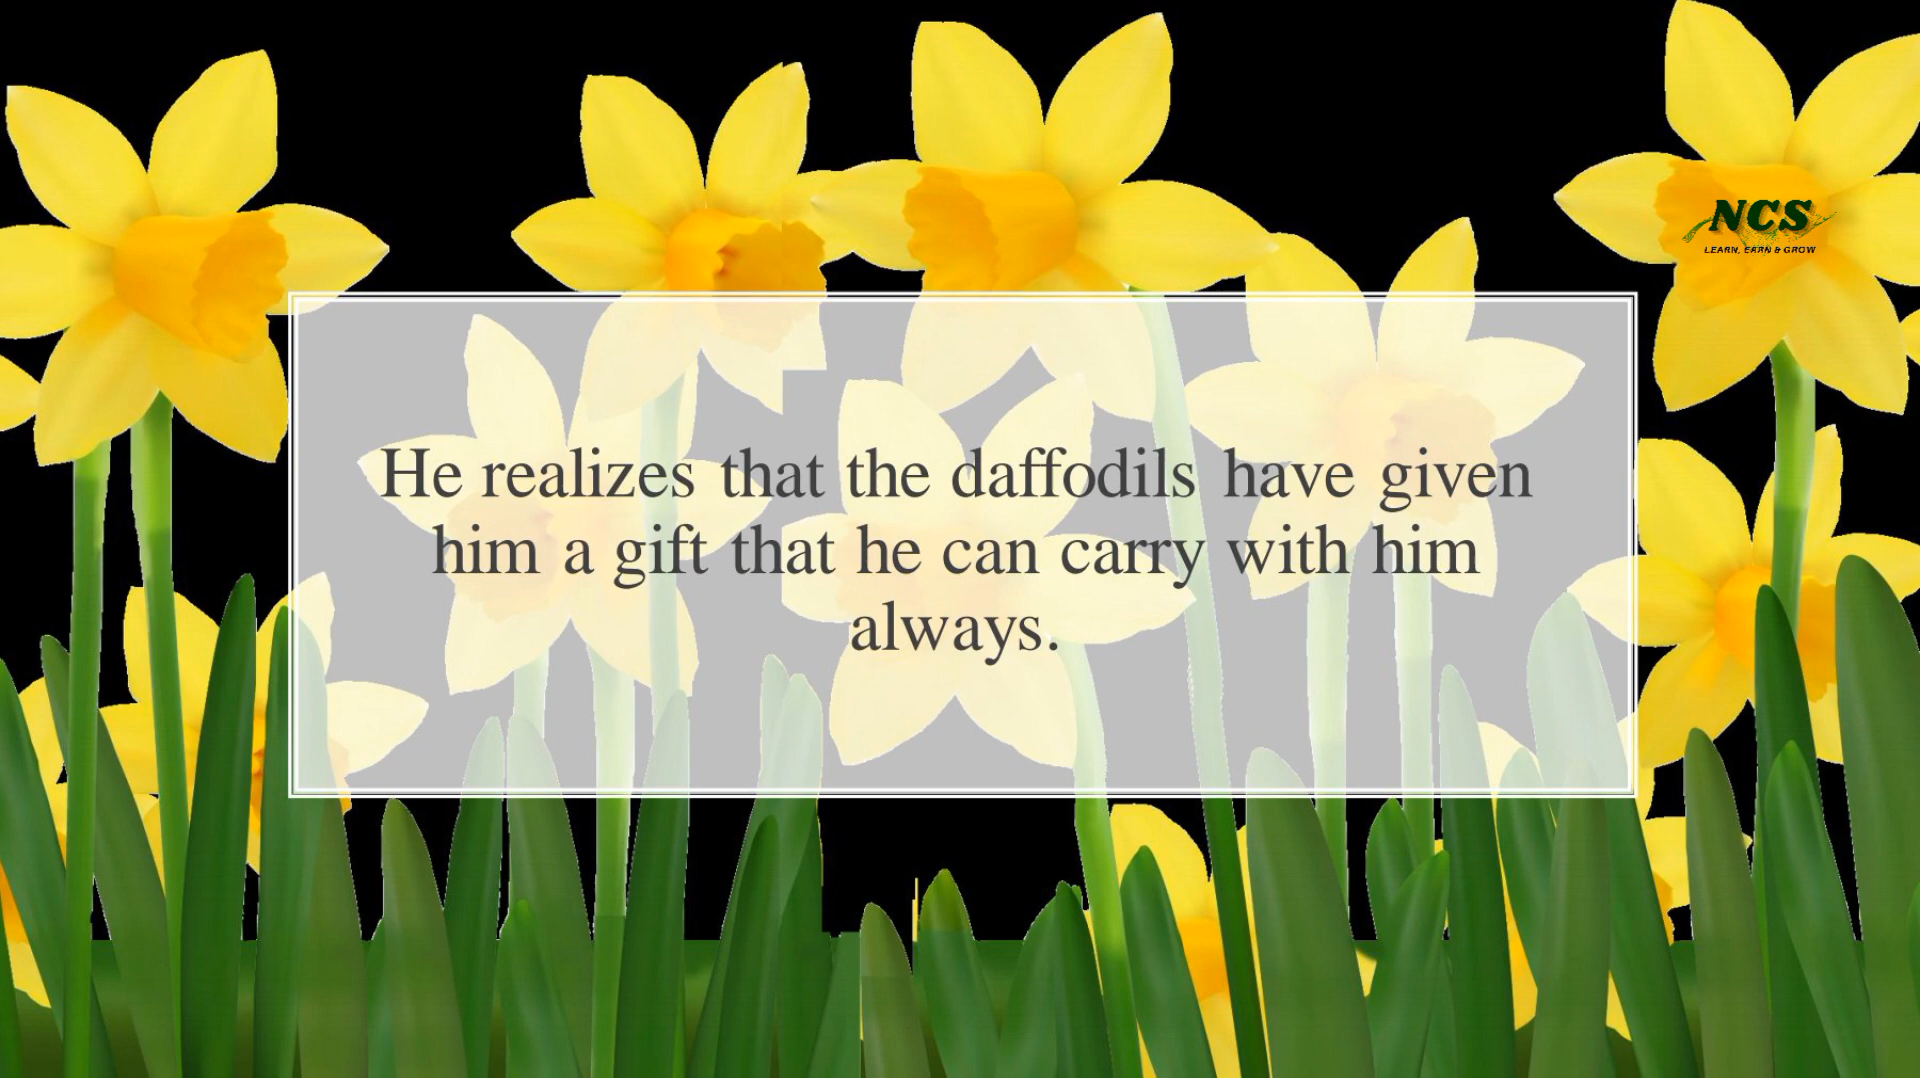 NCS
LEARN, EARN & GROW
He realizes that the daffodils have given
him a gift that he can carry with him
always.